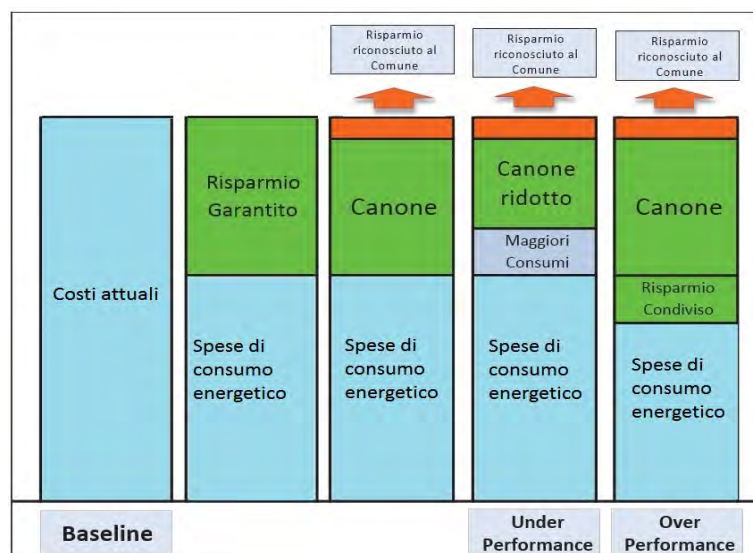 Risparmio
riconosciuto al
Comune
Risparmio
riconosciuto al
Comune
Risparmio
riconosciuto al
Comune
Costi attuali
Risparmio
Garantito
Spese di
consumo
energetico
Canone
Spese di
consumo
energetico
Canone
ridotto
Maggiori
Consumi
Spese di
consumo
energetico
Canone
Risparmio
Condiviso
Spese di
consumo
energetico
Baseline
Under
Performance
Over
Performance